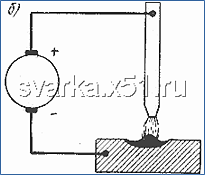 б)
+
svarka.x51.ru
-